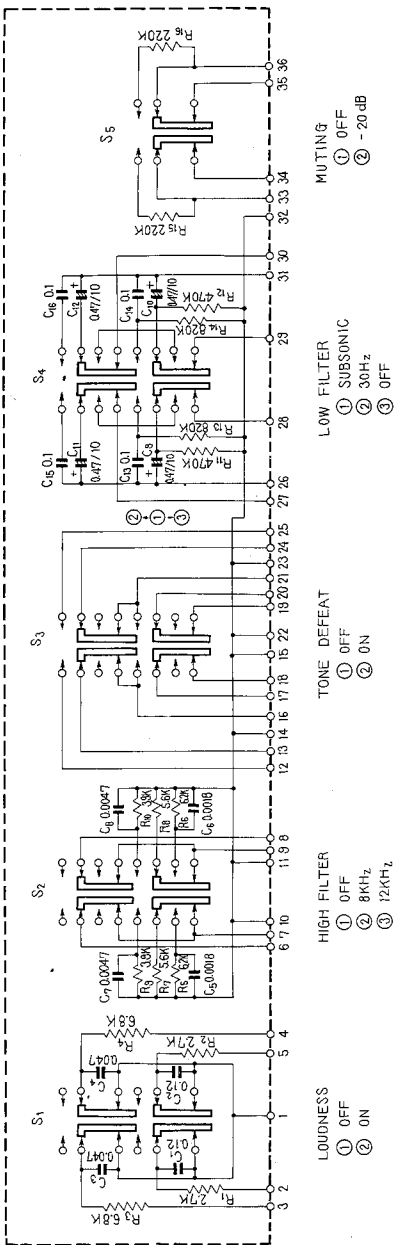 S1
S2
S3
S4
S5
R3 6.8K
C3
0.047
C4
0.047
R4
6.8K
C1
0.12
C2
0.12
R1
2.7K
R2 2.7K
C7 0.0047
C8 0.0047
R9
3.8K
R10
3.9K
R7
5.6K
R8
5.6K
R5
62K
R6
62K
C5 0.0018
C6 0.0018
②
①
③
C15 0.1
C11
+
0.47/10
C13 0.1
C8
+
0.47/10
R11 470K
R13 820K
C16 0.1
C12
+
0.47/10
C14 0.1
C10
+
0.47/10
R14 820K
R12 470K
R15 220K
R16 220K
3 2 1 5 4
6 7 10 11 9 8
12 13 14 16 17 18 15 22 19 20 21 23 24 25
27 26 28 29 31 30
32 33 34 35 36
LOUDNESS
① OFF
② ON
HIGH FILTER
① OFF
② 8KHz
③ 12KHz
TONE DEFEAT
① OFF
② ON
LOW FILTER
① SUBSONIC
② 30Hz
③ OFF
MUTING
① OFF
② -20dB